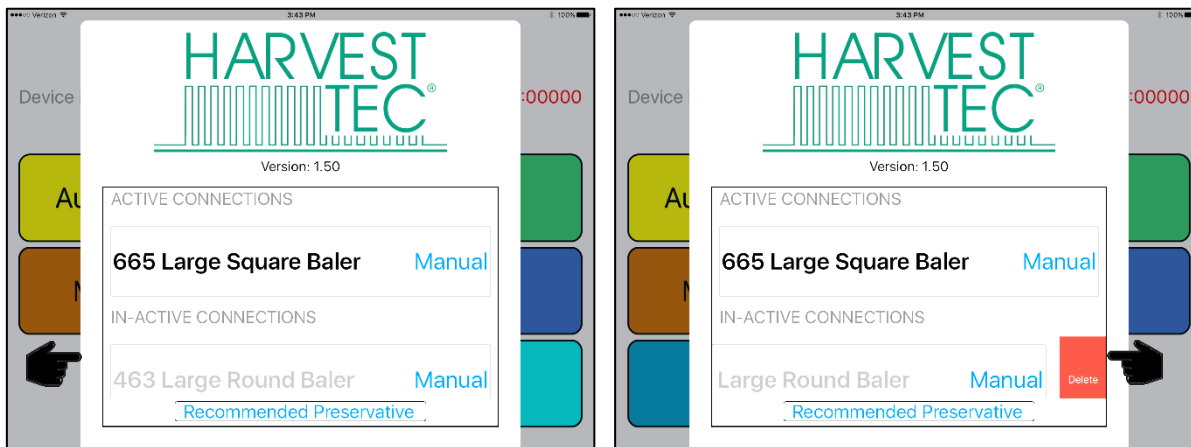 ●●●○○ Verizon 3:43 PM 100%
HARVEST
TEC®
Device :00000
Version: 1.50
Au
ACTIVE CONNECTIONS
665 Large Square Baler Manual
IN-ACTIVE CONNECTIONS
463 Large Round Baler Manual
Recommended Preservative
●●●○○ Verizon 3:43 PM 100%
HARVEST
TEC®
Device :00000
Version: 1.50
Au
ACTIVE CONNECTIONS
665 Large Square Baler Manual
IN-ACTIVE CONNECTIONS
Large Round Baler Manual Delete
Recommended Preservative